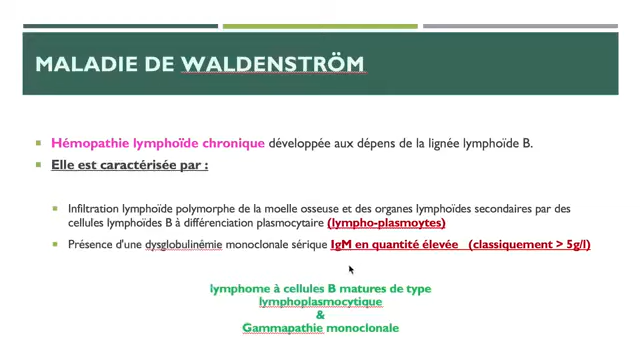 MALADIE DE WALDENSTRÖM
Hémopathie lymphoïde chronique développée aux dépens de la lignée lymphoïde B.
Elle est caractérisée par :
Infiltration lymphoïde polymorphe de la moelle osseuse et des organes lymphoïdes secondaires par des
cellules lymphoïdes B à différenciation plasmocytaire (lympho-plasmoytes)
Présence d'une dysglobulinémie monoclonale sérique IgM en quantité élevée (classiquement > 5g/l)
lymphome à cellules B matures de type
lymphoplasmocytique
&
Gammapathie monoclonale